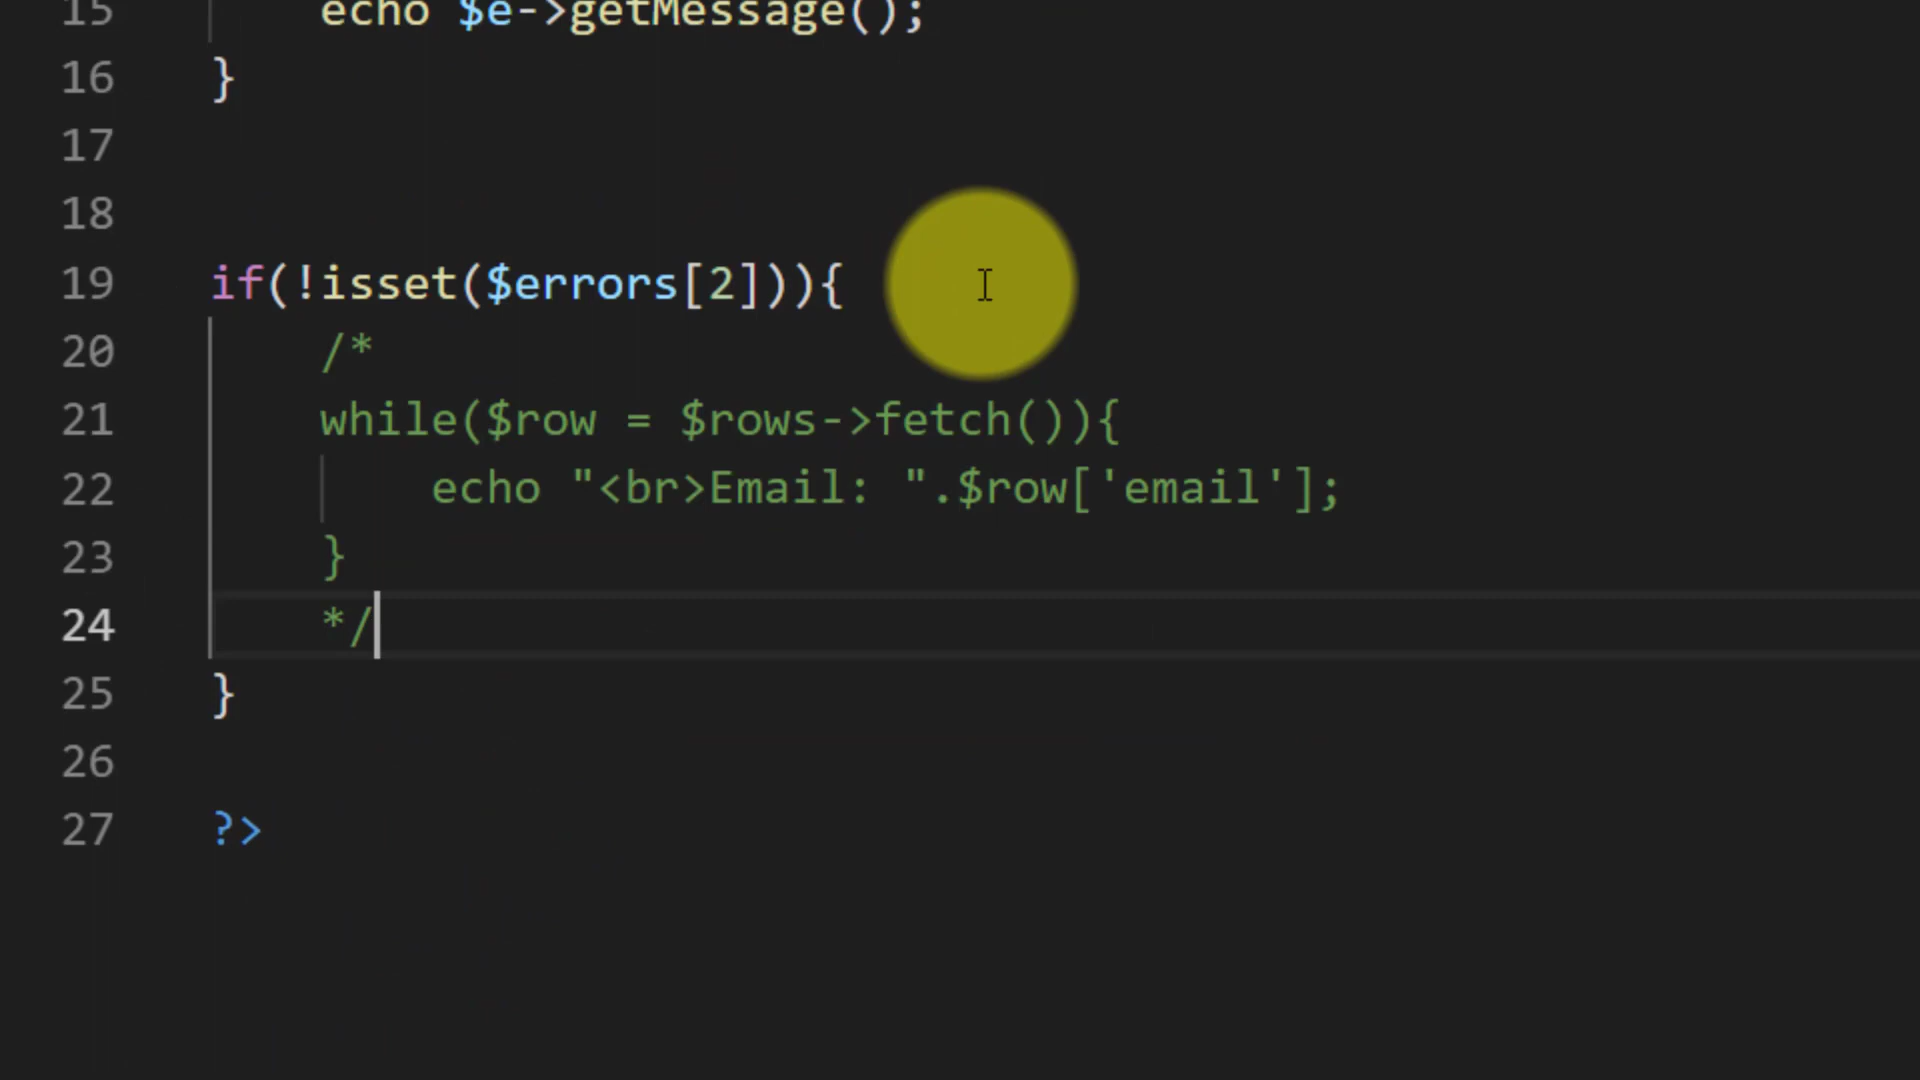 15 echo $e->getMessage();
16 }
17
18
19 if(!isset($errors[2])){
20 /*
21 while($row = $rows->fetch()){
22 echo "<br>Email: ".$row['email'];
23 }
24 */
25 }
26
27 ?>